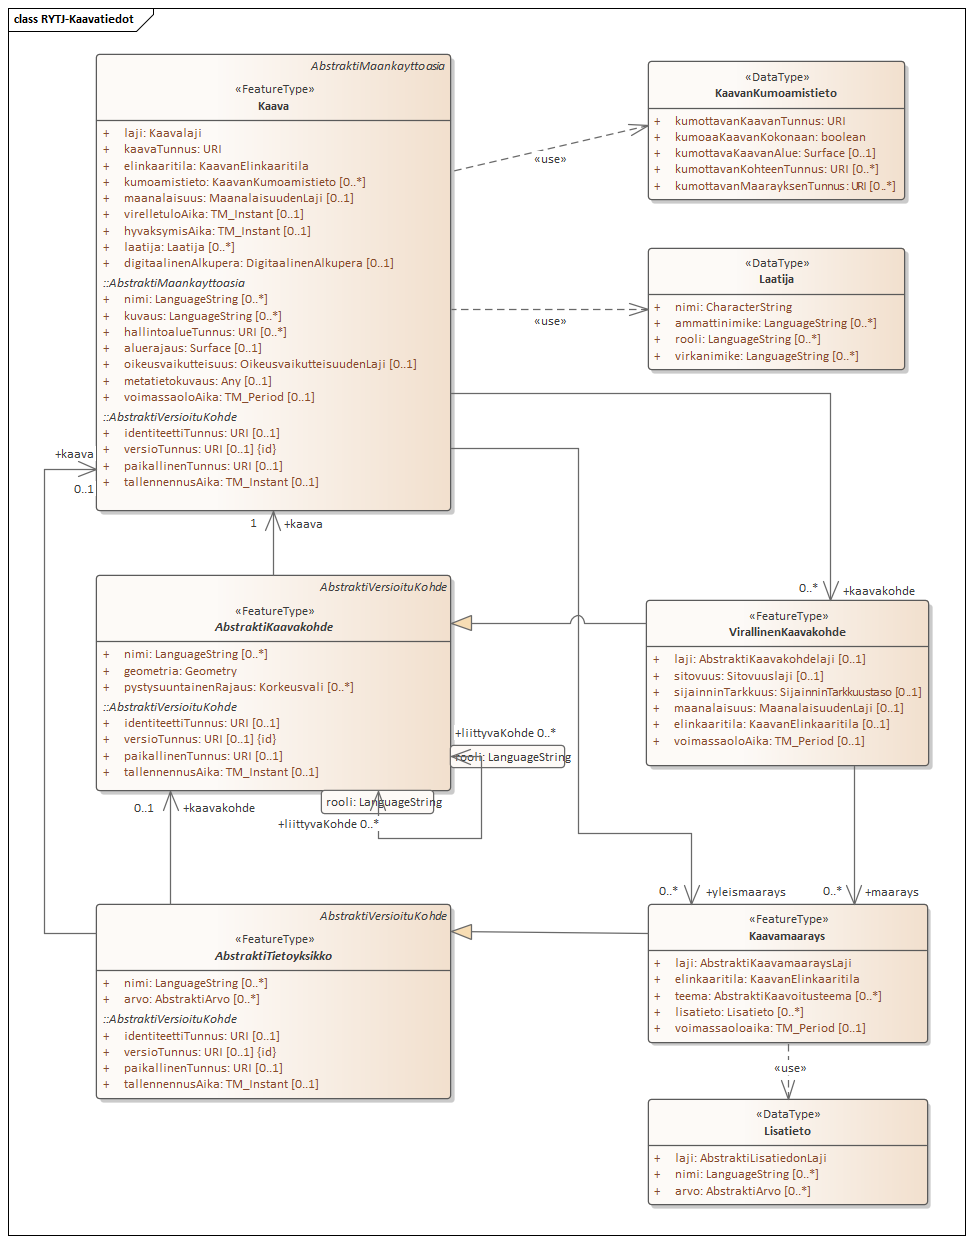 class RYTJ-Kaavatiedot
AbstraktiMaankayttoasia
«FeatureType»
Kaava
+ laji: Kaavalaji
+ kaavaTunnus: URI
+ elinkaaritila: KaavanElinkaaritila
+ kumoamistieto: KaavanKumoamistieto [0..*]
+ maanalaisuus: MaanalaisuudenLaji [0..1]
+ virelletuloAika: TM_Instant [0..1]
+ hyvaksymisAika: TM_Instant [0..1]
+ laatija: Laatija [0..*]
+ digitaalinenAlkupera: DigitaalinenAlkupera [0..1]
::AbstraktiMaankayttoasia
+ nimi: LanguageString [0..*]
+ kuvaus: LanguageString [0..*]
+ hallintoalueTunnus: URI [0..*]
+ aluerajaus: Surface [0..1]
+ oikeusvaikutteisuus: OikeusvaikutteisuudenLaji [0..1]
+ metatietokuvaus: Any [0..1]
+ voimassaoloAika: TM_Period [0..1]
::AbstraktiVersioituKohde
+ identiteettiTunnus: URI [0..1]
+ versioTunnus: URI [0..1] {id}
+ paikallinenTunnus: URI [0..1]
+ tallennennusAika: TM_Instant [0..1]
«DataType»
KaavanKumoamistieto
+ kumottavanKaavanTunnus: URI
+ kumoaaKaavanKokonaan: boolean
+ kumottavaKaavanAlue: Surface [0..1]
+ kumottavanKohteenTunnus: URI [0..*]
+ kumottavanMaarayksenTunnus: URI [0..*]
«use»
«DataType»
Laatija
+ nimi: CharacterString
+ ammattinimike: LanguageString [0..*]
+ rooli: LanguageString [0..*]
+ virkanimike: LanguageString [0..*]
«use»
+kaava
0..1
1 +kaava
0..* +kaavakohde
AbstraktiVersioituKohde
«FeatureType»
AbstraktiKaavakohde
+ nimi: LanguageString [0..*]
+ geometria: Geometry
+ pystysuuntainenRajaus: Korkeusvali [0..*]
::AbstraktiVersioituKohde
+ identiteettiTunnus: URI [0..1]
+ versioTunnus: URI [0..1] {id}
+ paikallinenTunnus: URI [0..1]
+ tallennennusAika: TM_Instant [0..1]
«FeatureType»
VirallinenKaavakohde
+ laji: AbstraktiKaavakohdelaji [0..1]
+ sitovuus: Sitovuuslaji [0..1]
+ sijainninTarkkuus: SijainninTarkkuustaso [0..1]
+ maanalaisuus: MaanalaisuudenLaji [0..1]
+ elinkaaritila: KaavanElinkaaritila [0..1]
+ voimassaoloAika: TM_Period [0..1]
+liittyvaKohde 0..*
rooli: LanguageString
rooli: LanguageString
+liittyvaKohde 0..*
0..1 +kaavakohde
0..* +yleismaarays
0..* +maarays
AbstraktiVersioituKohde
«FeatureType»
AbstraktiTietoyksikko
+ nimi: LanguageString [0..*]
+ arvo: AbstraktiArvo [0..*]
::AbstraktiVersioituKohde
+ identiteettiTunnus: URI [0..1]
+ versioTunnus: URI [0..1] {id}
+ paikallinenTunnus: URI [0..1]
+ tallennennusAika: TM_Instant [0..1]
«FeatureType»
Kaavamaarays
+ laji: AbstraktiKaavamaaraysLaji
+ elinkaaritila: KaavanElinkaaritila
+ teema: AbstraktiKaavoitusteema [0..*]
+ lisatieto: Lisatieto [0..*]
+ voimassaoloaika: TM_Period [0..1]
«use»
«DataType»
Lisatieto
+ laji: AbstraktiLisatiedonLaji
+ nimi: LanguageString [0..*]
+ arvo: AbstraktiArvo [0..*]